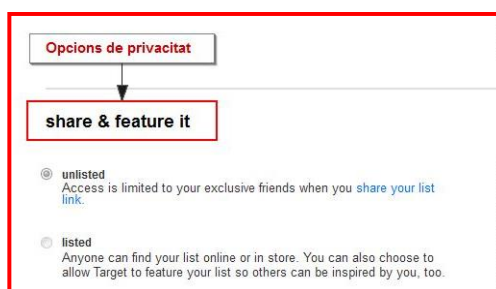 Opcions de privacitat
share & feature it
unlisted
Access is limited to your exclusive friends when you share your list
link.
listed
Anyone can find your list online or in store. You can also choose to
allow Target to feature your list so others can be inspired by you, too.